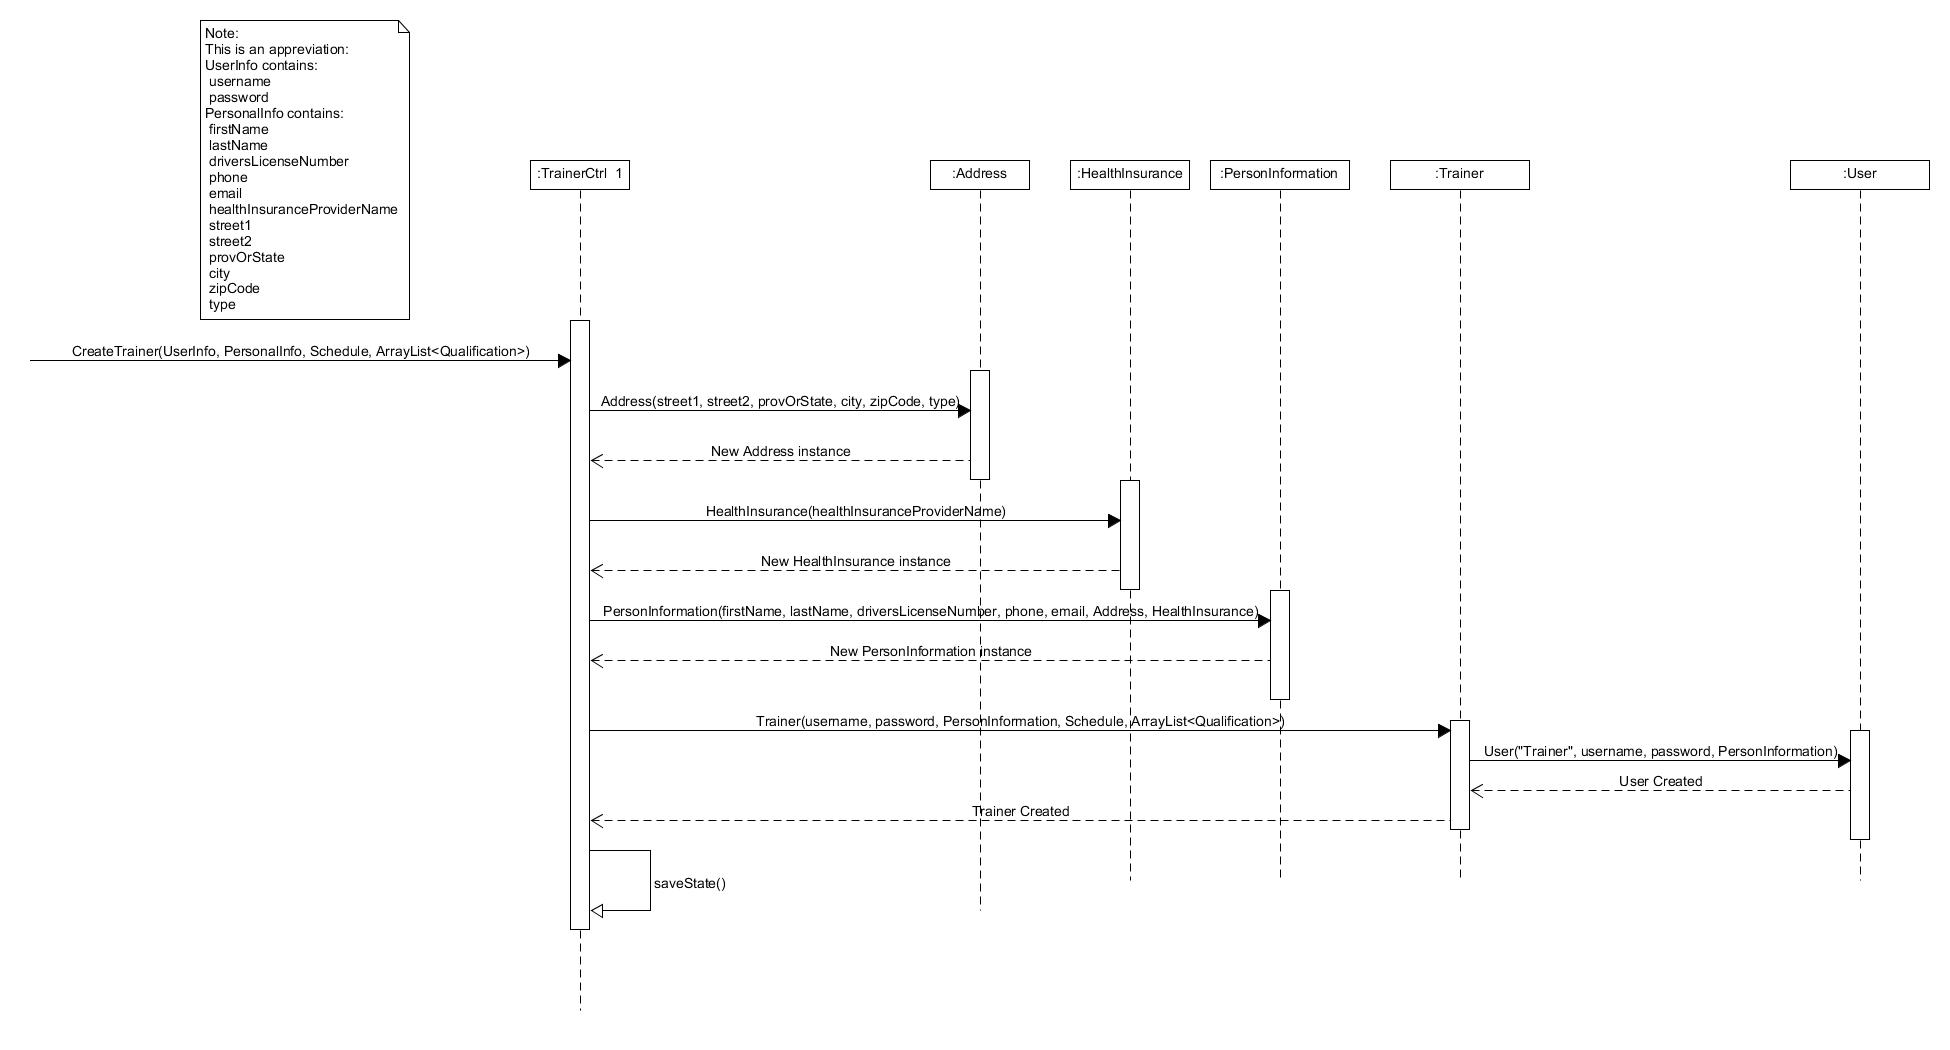 Note:
This is an appreviation:
UserInfo contains:
username
password
PersonalInfo contains:
firstName
lastName
driversLicenseNumber
phone
email
healthInsuranceProviderName
street1
street2
provOrState
city
zipCode
type
:TrainerCtrl 1
:Address
:HealthInsurance
:PersonInformation
:Trainer
:User
CreateTrainer(UserInfo, PersonalInfo, Schedule, ArrayList<Qualification>)
Address(street1, street2, provOrState, city, zipCode, type)
New Address instance
HealthInsurance(healthInsuranceProviderName)
New HealthInsurance instance
PersonInformation(firstName, lastName, driversLicenseNumber, phone, email, Address, HealthInsurance)
New PersonInformation instance
Trainer(username, password, PersonInformation, Schedule, ArrayList<Qualification>)
User("Trainer", username, password, PersonInformation)
User Created
Trainer Created
saveState()